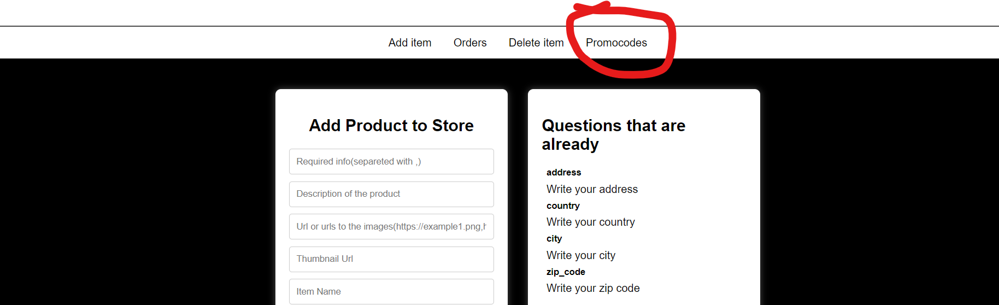 Add item Orders Delete item Promocodes
Add Product to Store
Required info(separeted with ,)
Description of the product
Url or urls to the images(https://example1.png,h
Thumbnail Url
Item Name
Questions that are
already
address
Write your address
country
Write your country
city
Write your city
zip_code
Write your zip code